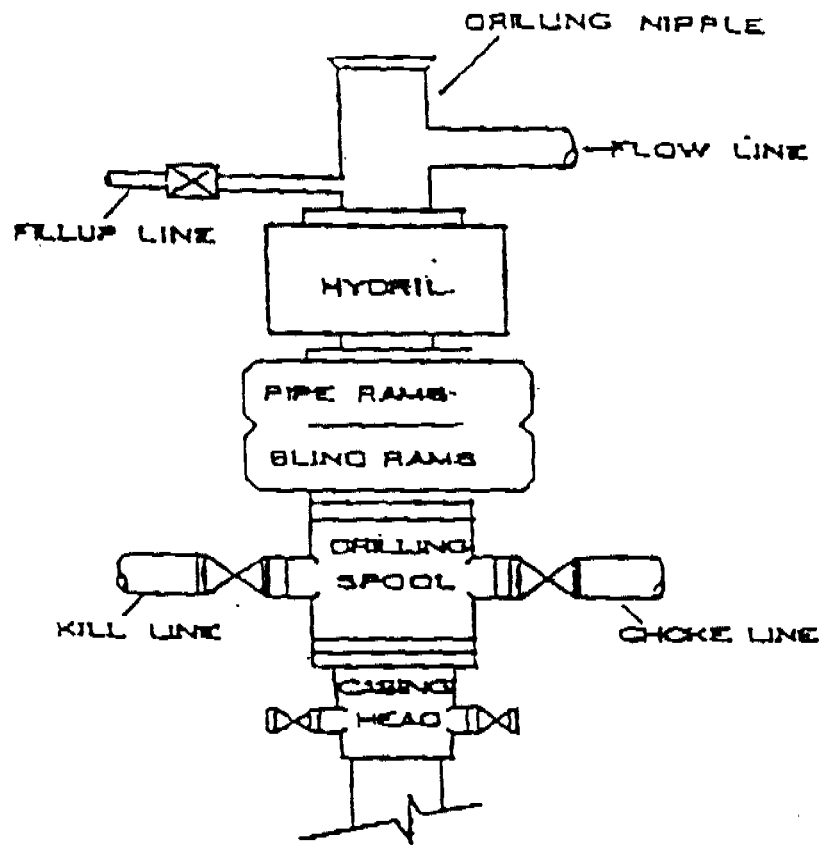 DRILLING NIPPLE
FLOW LINE
FILLUP LINE
HYDRIL
PIPE RAMS
BLIND RAMS
DRILLING
SPOOL
KILL LINE
CHOKE LINE
CASING
HEAD